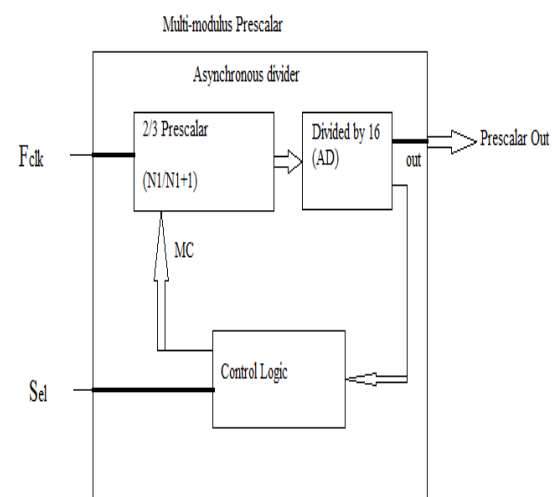 Multi-modulus Prescalar
Asynchronous divider
2/3 Prescalar
(N1/N1+1)
Divided by 16
(AD)
out
Prescalar Out
Fclk
MC
Control Logic
Sel